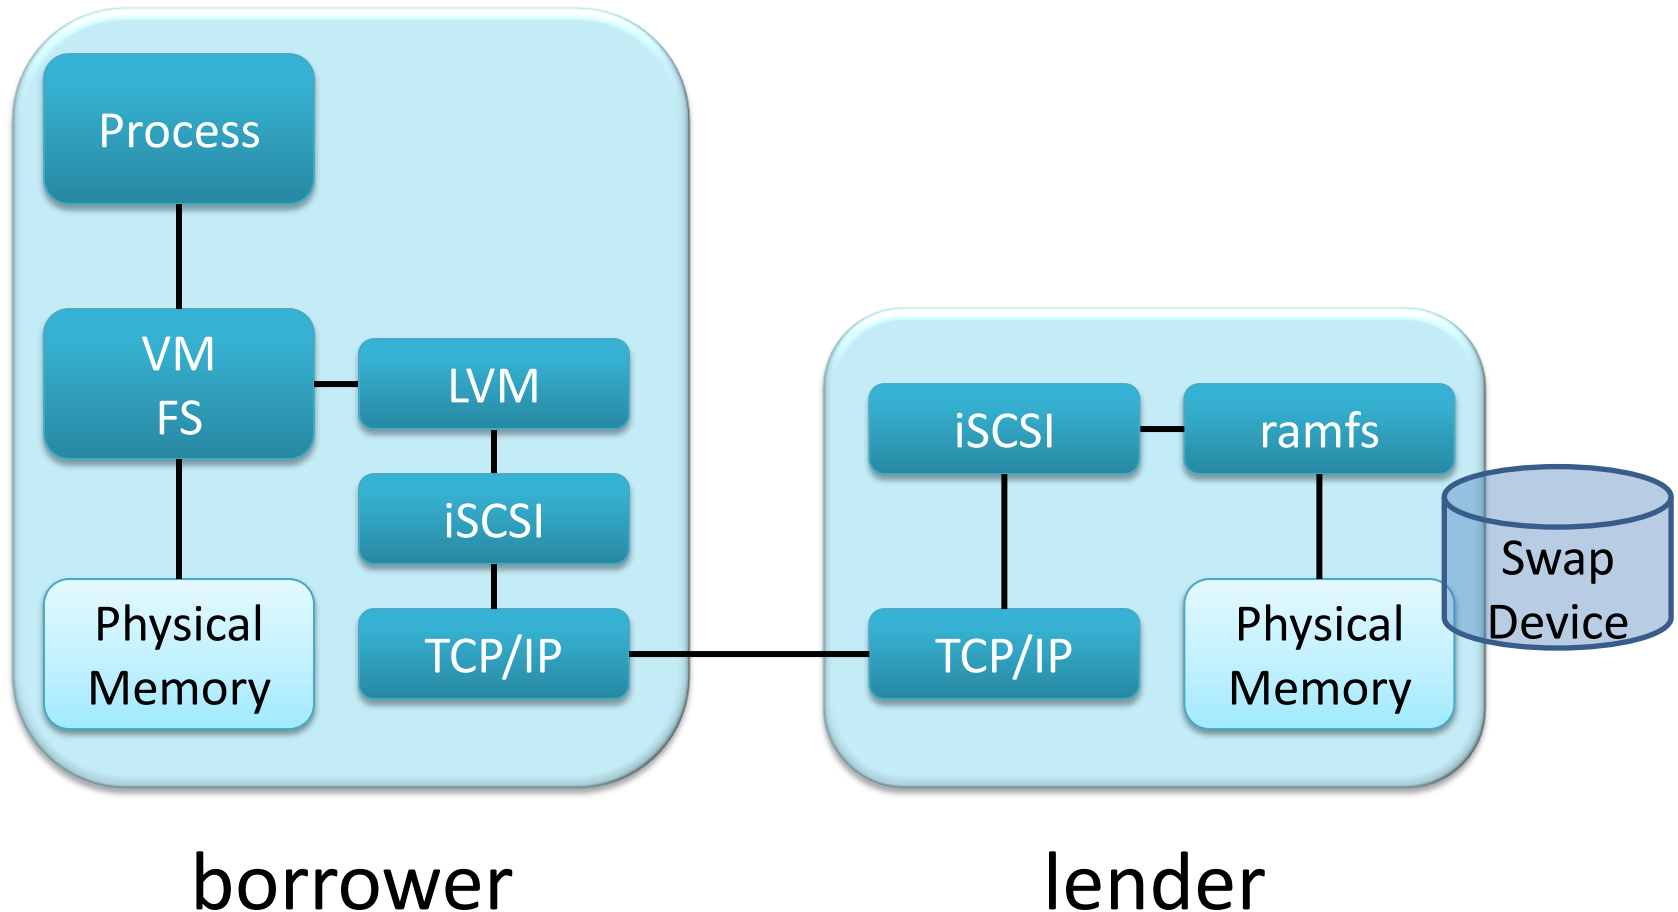 Process
VM
FS
LVM
iSCSI
TCP/IP
Physical
Memory
iSCSI
ramfs
TCP/IP
Physical
Memory
Swap
Device
borrower
lender